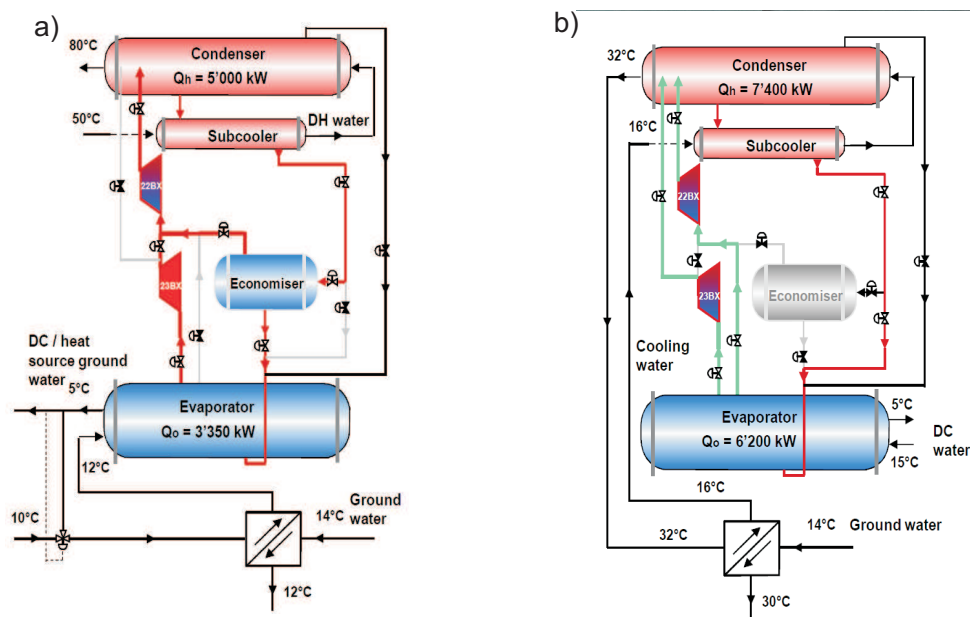 a)
80°C
Condenser
Qh = 5'000 kW
50°C
DH water
Subcooler
22BX
23BX
Economiser
DC / heat
source ground
water
5°C
Evaporator
Qo = 3'350 kW
12°C
10°C
Ground
14°C
water
12°C
b)
32°C
Condenser
Qh = 7'400 kW
16°C
Subcooler
22BX
23BX
Economiser
Cooling
water
Evaporator
Qo = 6'200 kW
5°C
DC
water
15°C
16°C
14°C
Ground water
32°C
30°C